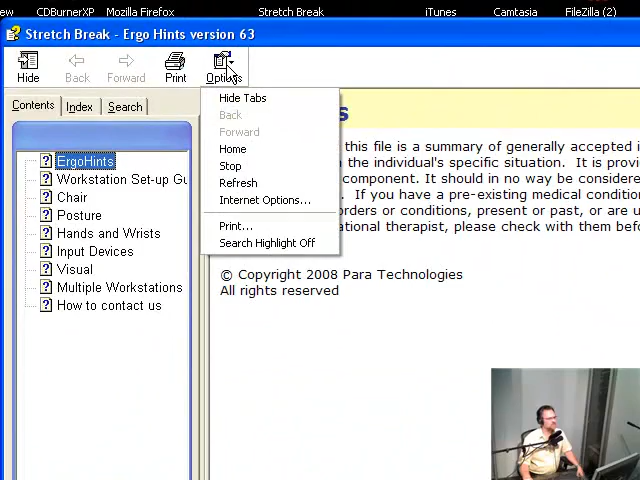 ew CDBurnerXP Mozilla Firefox Stretch Break iTunes Camtasia FileZilla (2)
Stretch Break - Ergo Hints version 63
Hide Back Forward Print Options
Contents Index Search
Hide Tabs
Back
Forward
Home
Stop
Refresh
Internet Options...
Print...
Search Highlight Off
ErgoHints
Workstation Set-up Gu
Chair
Posture
Hands and Wrists
Input Devices
Visual
Multiple Workstations
How to contact us
s
this file is a summary of generally accepted i
the individual's specific situation. It is provi
component. It should in no way be considere
. If you have a pre-existing medical condition
orders or conditions, present or past, or are u
ational therapist, please check with them befo
© Copyright 2008 Para Technologies
All rights reserved